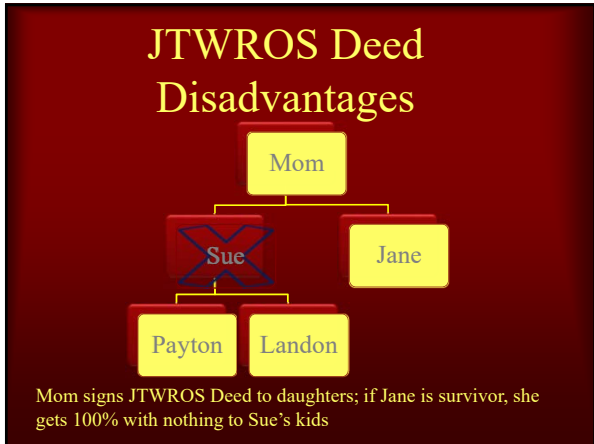 JTWROS Deed
Disadvantages
Mom
Sue
Jane
Payton
Landon
Mom signs JTWROS Deed to daughters; if Jane is survivor, she
gets 100% with nothing to Sue's kids